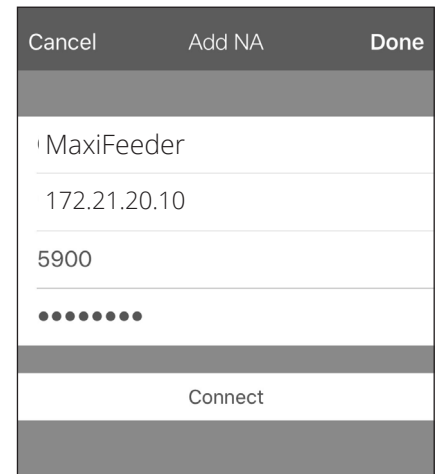 Cancel Add NA Done
MaxiFeeder
172.21.20.10
5900
●●●●●●●●
Connect